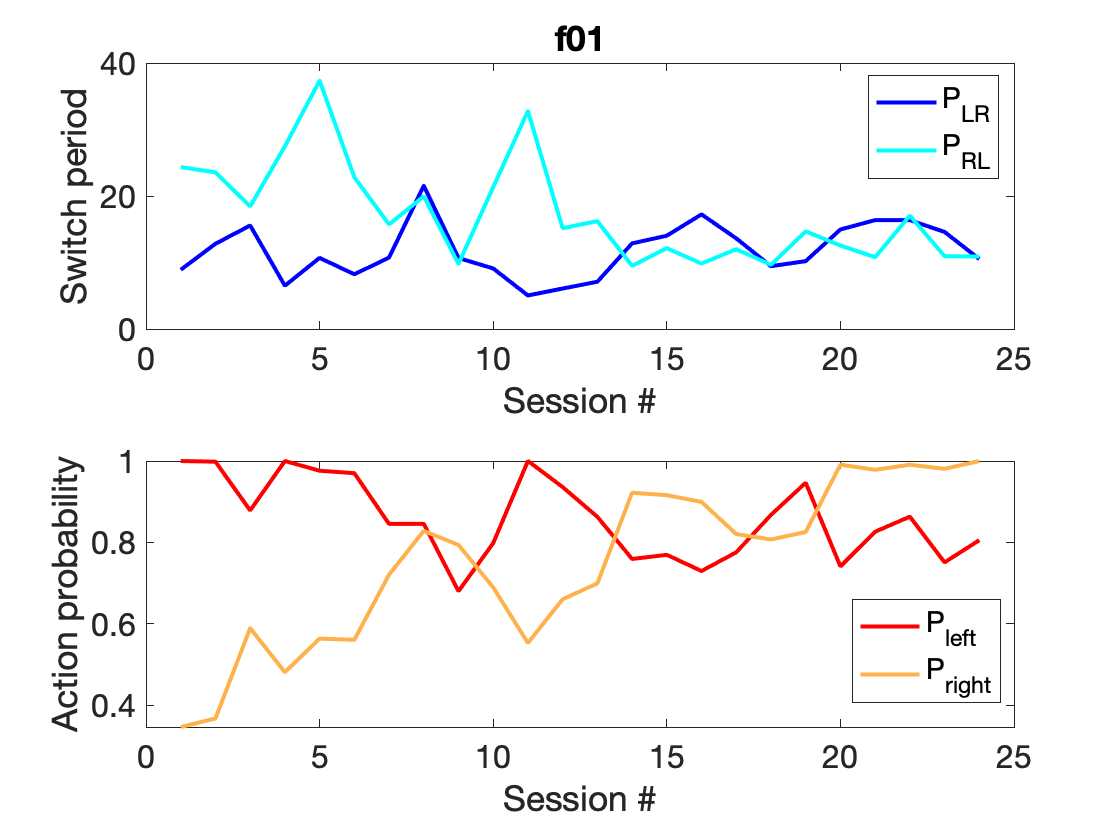 f01
Switch period
40
20
0
P_LR
P_RL
0 5 10 15 20 25
Session #
Action probability
1
0.8
0.6
0.4
P_left
P_right
0 5 10 15 20 25
Session #